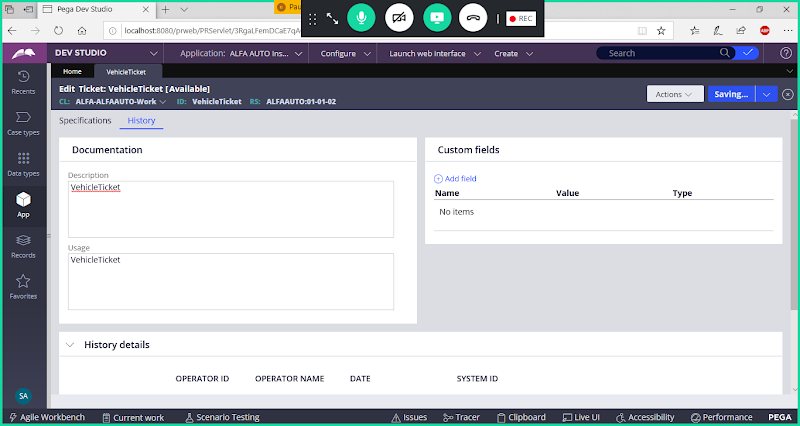 Pega Dev Studio
Pau
REC
localhost:8080/prweb/PRServlet/3RgaLFemDCaE7qA
ABP
DEV STUDIO
Application: ALFA AUTO Ins...
Configure
Launch web interface
Create
Search
Home
VehicleTicket
Recents
Edit Ticket: VehicleTicket [Available]
CL: ALFA-ALFAAUTO-Work
ID: VehicleTicket
RS: ALFAAUTO:01-01-02
Actions
Saving...
Case types
Specifications
History
Data types
Documentation
Custom fields
Description
VehicleTicket
Add field
Name
Value
Type
No items
App
Records
Usage
VehicleTicket
Favorites
History details
OPERATOR ID
OPERATOR NAME
DATE
SYSTEM ID
SA
Agile Workbench
Current work
Scenario Testing
Issues
Tracer
Clipboard
Live UI
Accessibility
Performance
PEGA